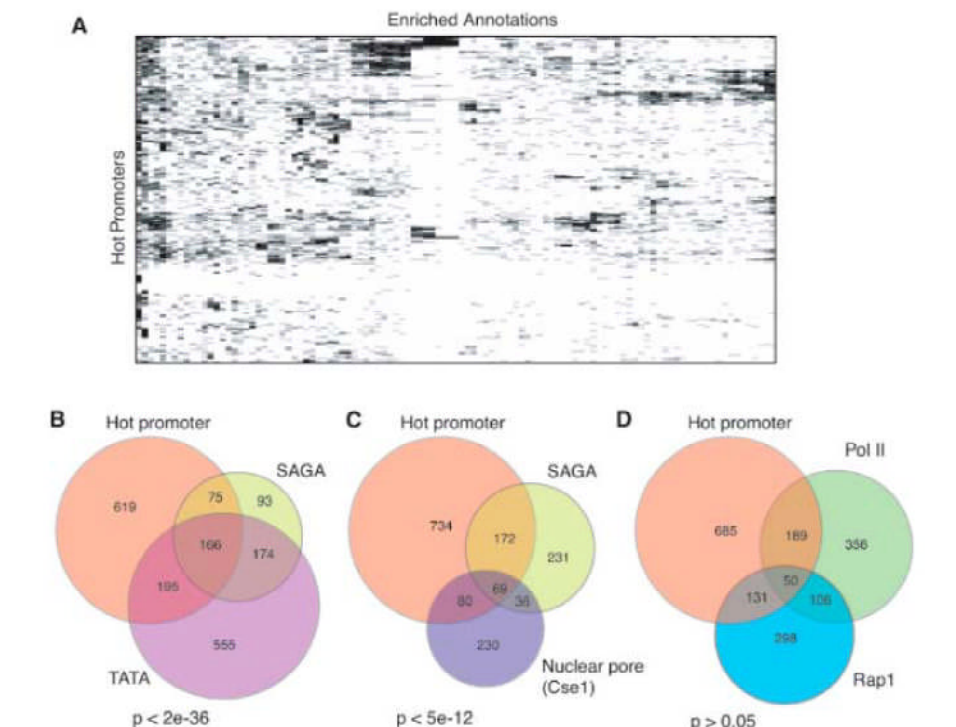 A
Enriched Annotations
Hot Promoters
B
Hot promoter
SAGA
619
75
93
166
174
195
555
TATA
p < 2e-36
C
Hot promoter
SAGA
734
172
231
69
80
36
230
Nuclear pore
(Cse1)
p < 5e-12
D
Hot promoter
Pol II
685
189
356
50
131
106
298
Rap1
p > 0.05